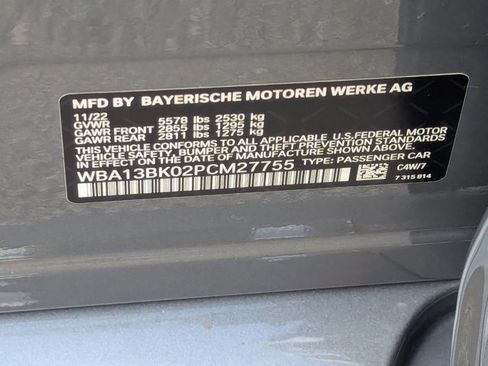 MFD BY BAYERISCHE MOTOREN WERKE AG
11/22
GVWR 5578 lbs 2530 kg
GAWR FRONT 2855 lbs 1295 kg
GAWR REAR 2811 lbs 1275 kg
THIS VEHICLE CONFORMS TO ALL APPLICABLE U.S.FEDERAL MOTOR
VEHICLE SAFETY, BUMPER AND THEFT PREVENTION STANDARDS
IN EFFECT ON THE DATE OF MANUFACTURE SHOWN ABOVE.
WBA13BK02PCM27755 TYPE: PASSENGER CAR
C4W/7
7 315 814